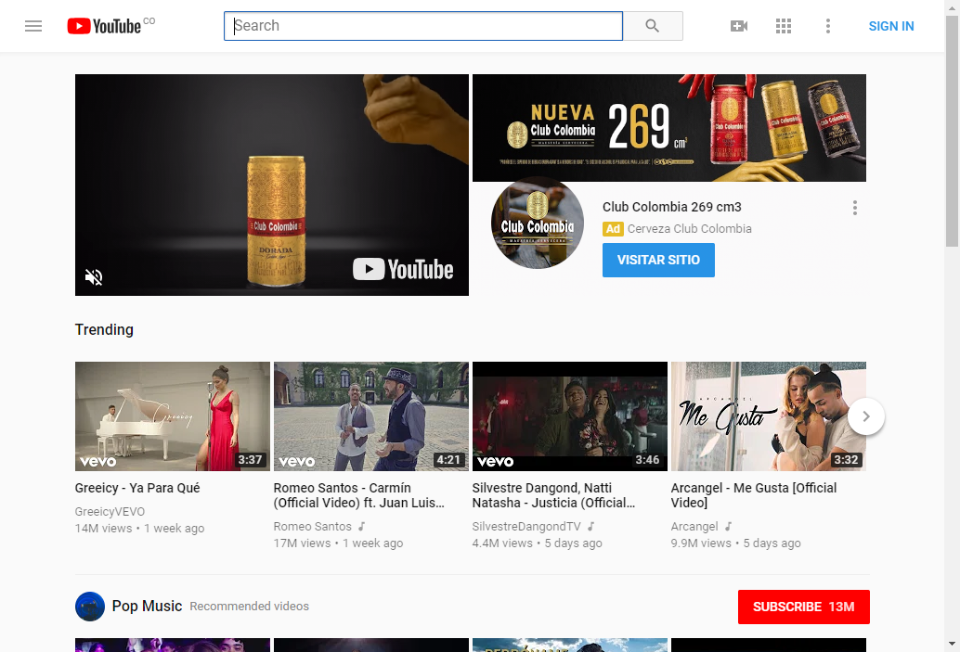 YouTube CO
Search
SIGN IN
Club Colombia
DORADA
YouTube
NUEVA
Club Colombia
269 cm³
Club Colombia
Club Colombia 269 cm3
Ad Cerveza Club Colombia
VISITAR SITIO
Trending
Greeicy
vevo
3:37
vevo
4:21
vevo
3:46
ARCANGEL
Me Gusta
3:32
Greeicy - Ya Para Qué
GreeicyVEVO
14M views • 1 week ago
Romeo Santos - Carmín
(Official Video) ft. Juan Luis...
Romeo Santos
17M views • 1 week ago
Silvestre Dangond, Natti
Natasha - Justicia (Official...
SilvestreDangondTV
4.4M views • 5 days ago
Arcangel - Me Gusta [Official
Video]
Arcangel
9.9M views • 5 days ago
Pop Music Recommended videos
SUBSCRIBE 13M